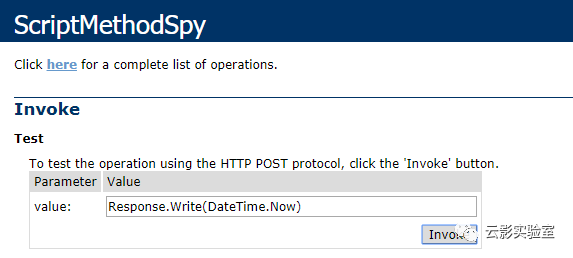 ScriptMethodSpy
Click here for a complete list of operations.
Invoke
Test
To test the operation using the HTTP POST protocol, click the 'Invoke' button.
Parameter Value
value: Response.Write(DateTime.Now)
Invoke 云影实验室